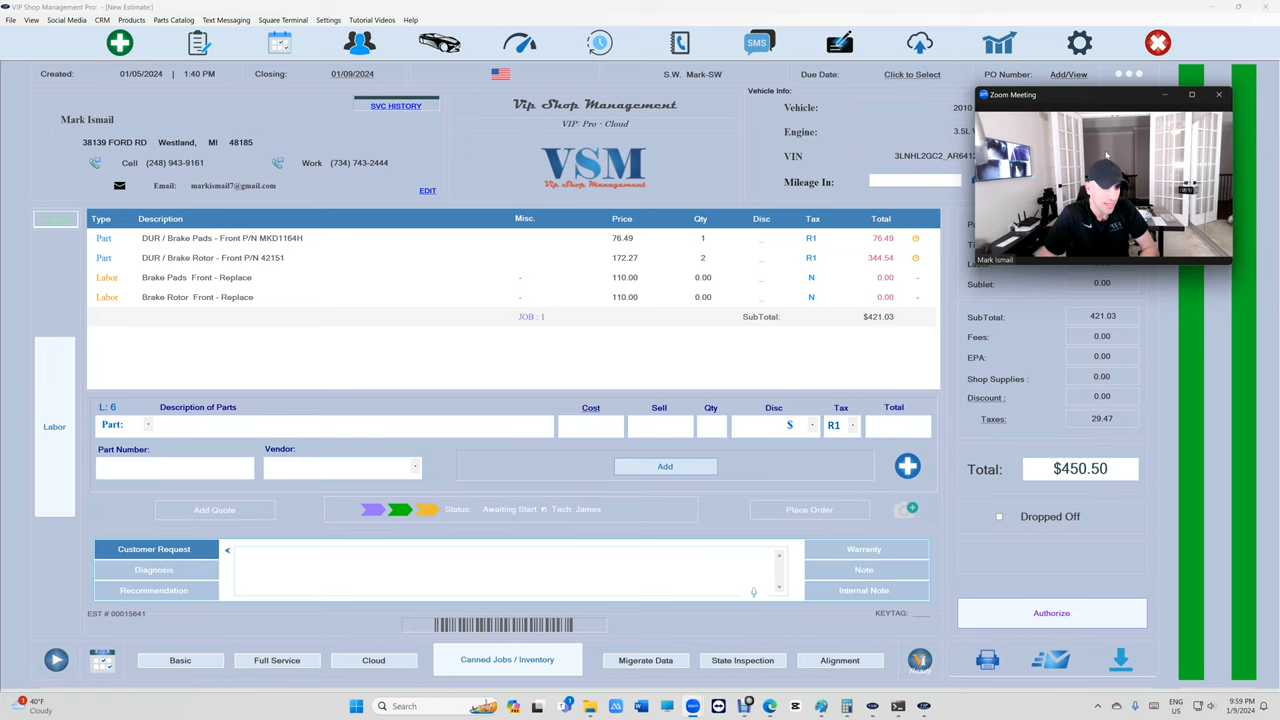 VIP Shop Management Pro: - [New Estimate:]
File View Social Media CRM Products Parts Catalog Text Messaging Square Terminal Settings Tutorial Videos Help
SMS
Created: 01/05/2024 | 1:40 PM Closing: 01/09/2024 S.W. Mark-SW Due Date: Click to Select PO Number: Add/View
SVC HISTORY
Mark Ismail
38139 FORD RD Westland, MI 48185
Cell (248) 943-9161 Work (734) 743-2444
Email: markismail7@gmail.com
EDIT
Vip Shop Management
VIP: Pro - Cloud
VSM
Vip Shop Management
Vehicle Info:
Vehicle: 2010
Engine: 3.5L
VIN 3LNHL2GC2_AR6412
Mileage In:
Zoom Meeting
Mark Ismail
Type Description Misc. Price Qty Disc Tax Total
Part DUR / Brake Pads - Front P/N MKD1164H 76.49 1 _ R1 76.49
Part DUR / Brake Rotor - Front P/N 42151 172.27 2 _ R1 344.54
Labor Brake Pads Front - Replace - 110.00 0.00 _ N 0.00 -
Labor Brake Rotor Front - Replace - 110.00 0.00 _ N 0.00 -
JOB : 1 SubTotal: $421.03
Labor
L: 6 Description of Parts Cost Sell Qty Disc Tax Total
Part: $ R1
Part Number: Vendor:
Add
Add Quote Status: Awaiting Start Tech: James Place Order
Customer Request
Diagnosis
Recommendation
Warranty
Note
Internal Note
EST # 00015641 KEYTAG: ____
Sublet: 0.00
SubTotal: 421.03
Fees: 0.00
EPA: 0.00
Shop Supplies : 0.00
Discount : 0.00
Taxes: 29.47
Total: $450.50
Dropped Off
Authorize
Basic Full Service Cloud Canned Jobs / Inventory Migerate Data State Inspection Alignment
Ready
40°F
Cloudy
Search
ENG
US
9:59 PM
1/9/2024